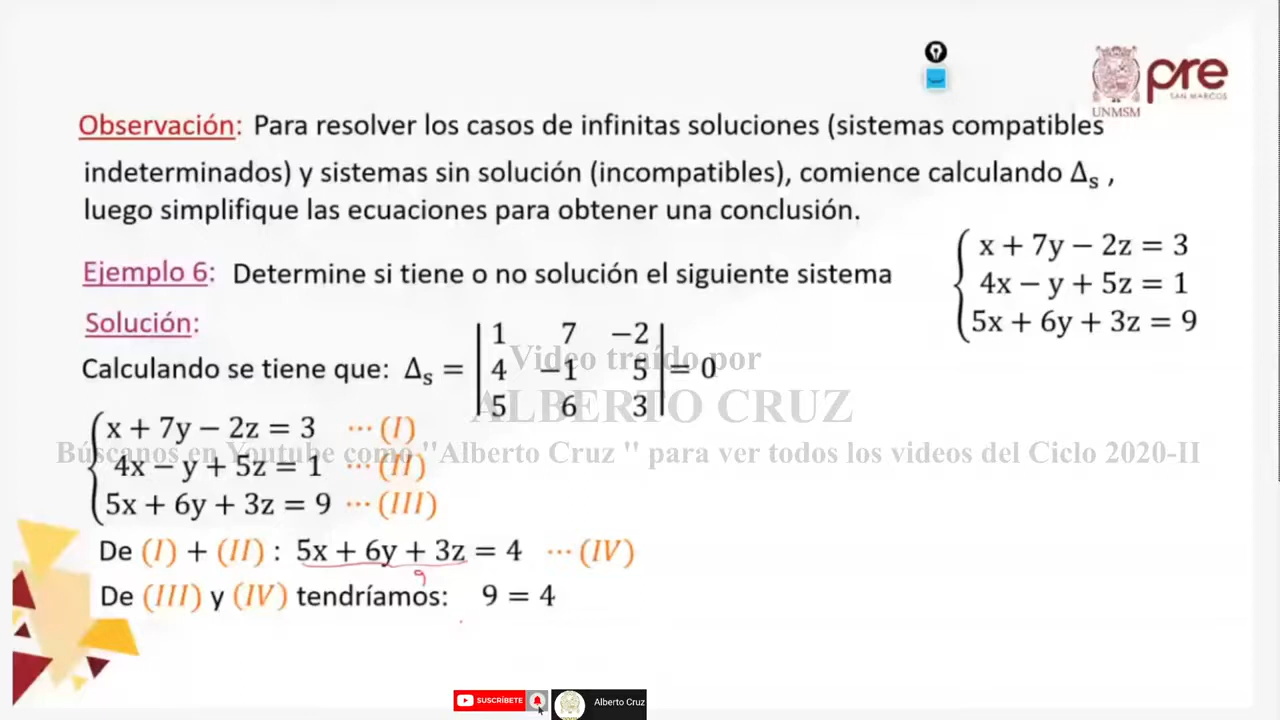 pre
SAN MARCOS
UNMSM
Observación: Para resolver los casos de infinitas soluciones (sistemas compatibles
indeterminados) y sistemas sin solución (incompatibles), comience calculando Δₛ ,
luego simplifique las ecuaciones para obtener una conclusión.
Ejemplo 6: Determine si tiene o no solución el siguiente sistema
x + 7y − 2z = 3
4x − y + 5z = 1
5x + 6y + 3z = 9
Solución:
Calculando se tiene que: Δₛ = | 1 7 −2 |
| 4 −1 5 | = 0
| 5 6 3 |
Video traído por
ALBERTO CRUZ
Búscanos en Youtube como "Alberto Cruz " para ver todos los videos del Ciclo 2020-II
x + 7y − 2z = 3 ⋯ (I)
4x − y + 5z = 1 ⋯ (II)
5x + 6y + 3z = 9 ⋯ (III)
De (I) + (II) : 5x + 6y + 3z = 4 ⋯ (IV)
9
De (III) y (IV) tendríamos: 9 = 4
SUSCRÍBETE
Alberto Cruz